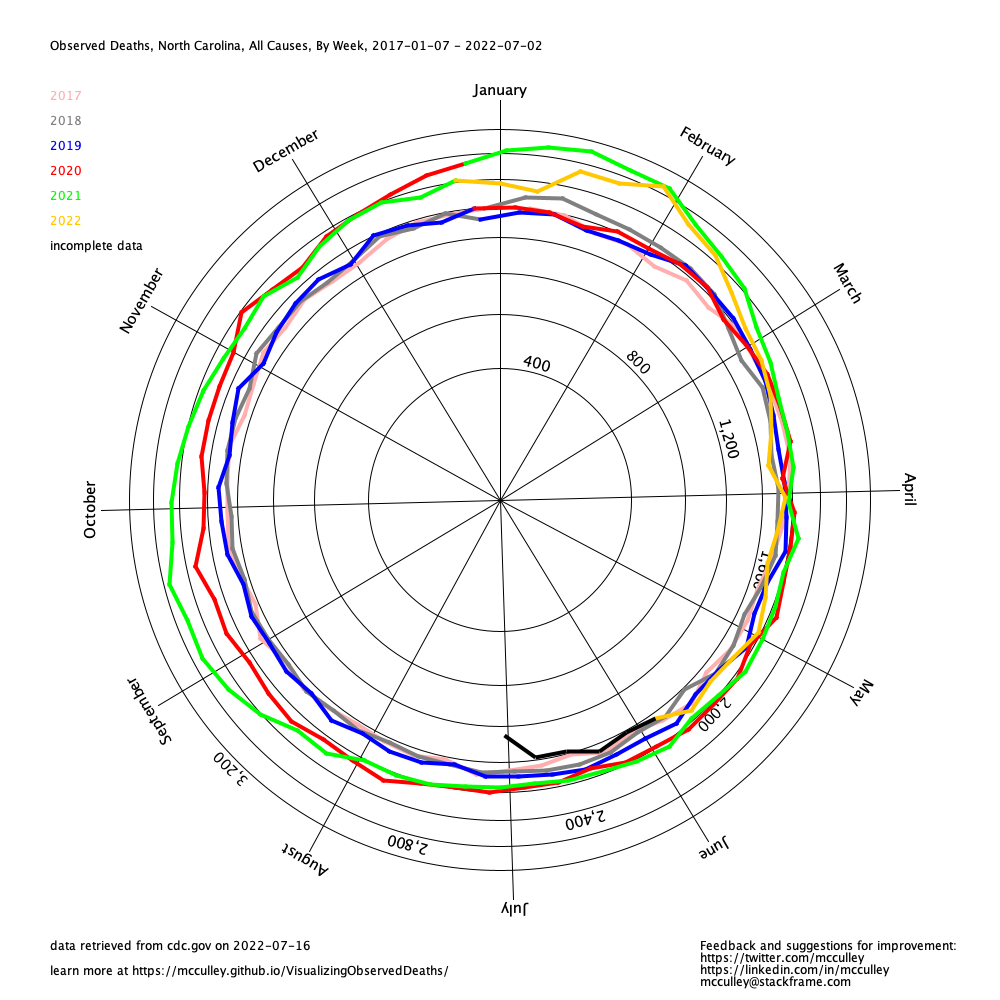 Observed Deaths, North Carolina, All Causes, By Week, 2017-01-07 - 2022-07-02
January
2017
2018
2019
2020
2021
2022
incomplete data
December
February
November
March
400
800
1,200
October
April
1,600
September
May
2,000
3,200
2,400
2,800
August
June
July
data retrieved from cdc.gov on 2022-07-16
learn more at https://mcculley.github.io/VisualizingObservedDeaths/
Feedback and suggestions for improvement:
https://twitter.com/mcculley
https://linkedin.com/in/mcculley
mcculley@stackframe.com